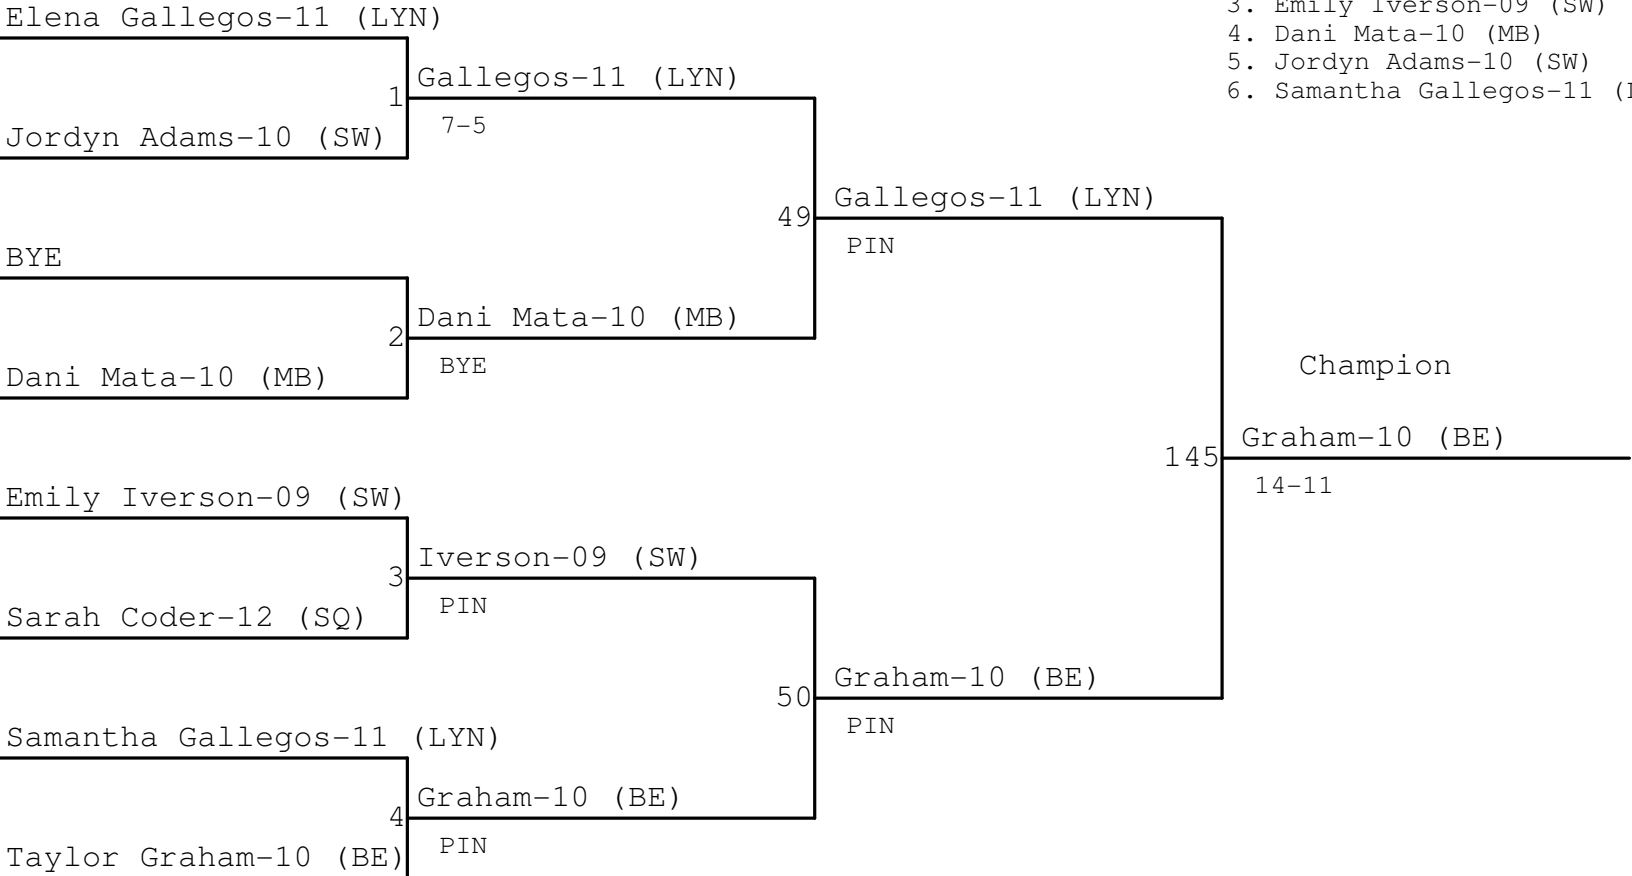 Elena Gallegos-11 (LYN)
1
Gallegos-11 (LYN)
7-5
Jordyn Adams-10 (SW)
49
Gallegos-11 (LYN)
PIN
BYE
2
Dani Mata-10 (MB)
BYE
Dani Mata-10 (MB)
Champion
145
Graham-10 (BE)
14-11
Emily Iverson-09 (SW)
3
Iverson-09 (SW)
PIN
Sarah Coder-12 (SQ)
50
Graham-10 (BE)
PIN
Samantha Gallegos-11 (LYN)
4
Graham-10 (BE)
PIN
Taylor Graham-10 (BE)
3. Emily Iverson-09 (SW)
4. Dani Mata-10 (MB)
5. Jordyn Adams-10 (SW)
6. Samantha Gallegos-11 (